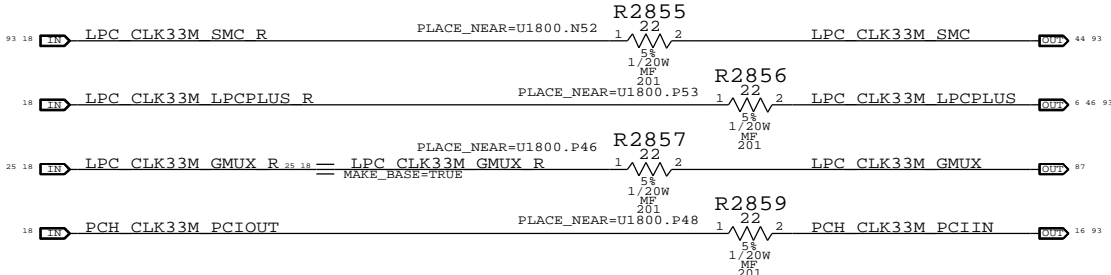 R2855
93 18 IN LPC_CLK33M_SMC_R PLACE_NEAR=U1800.N52 1 22 2 LPC_CLK33M_SMC OUT 44 93
5%
1/20W
MF
201
R2856
18 IN LPC_CLK33M_LPCPLUS_R PLACE_NEAR=U1800.P53 1 22 2 LPC_CLK33M_LPCPLUS OUT 6 46 93
5%
1/20W
MF
201
R2857
25 18 IN LPC_CLK33M_GMUX_R 25 18 LPC_CLK33M_GMUX_R PLACE_NEAR=U1800.P46 1 22 2 LPC_CLK33M_GMUX OUT 87
MAKE_BASE=TRUE
5%
1/20W
MF
201
R2859
18 IN PCH_CLK33M_PCIOUT PLACE_NEAR=U1800.P48 1 22 2 PCH_CLK33M_PCIIN OUT 16 93
5%
1/20W
MF
201